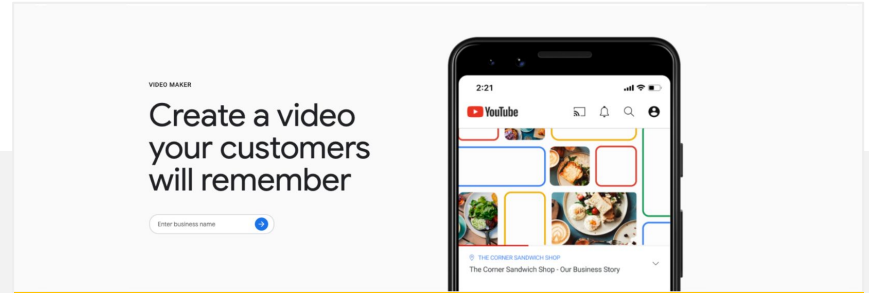 VIDEO MAKER
Create a video
your customers
will remember
Enter business name
2:21
YouTube
THE CORNER SANDWICH SHOP
The Corner Sandwich Shop - Our Business Story